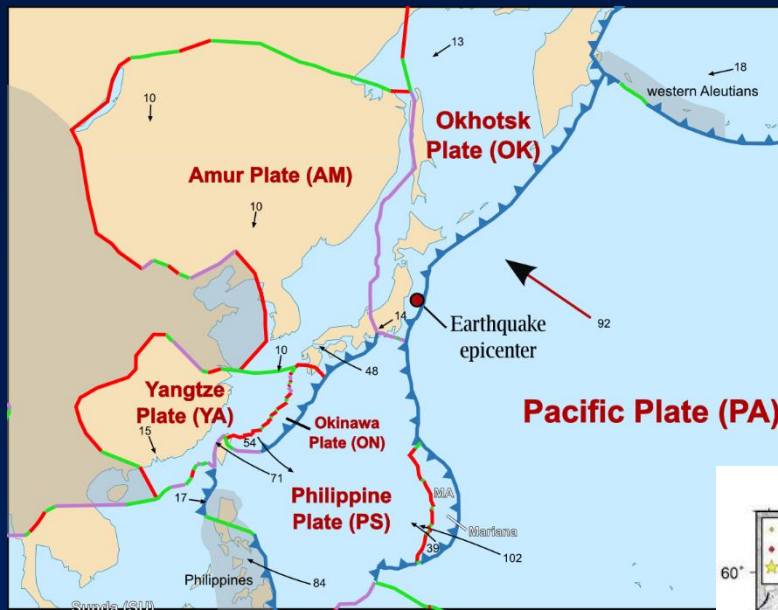 13
18
western Aleutians
10
Okhotsk
Plate (OK)
Amur Plate (AM)
10
92
14
Earthquake
epicenter
10
48
Yangtze
Plate (YA)
Pacific Plate (PA)
Okinawa
Plate (ON)
15
54
71
Philippine
Plate (PS)
17
MA
Mariana
39
102
Philippines
84
60°
Sunda (SU)